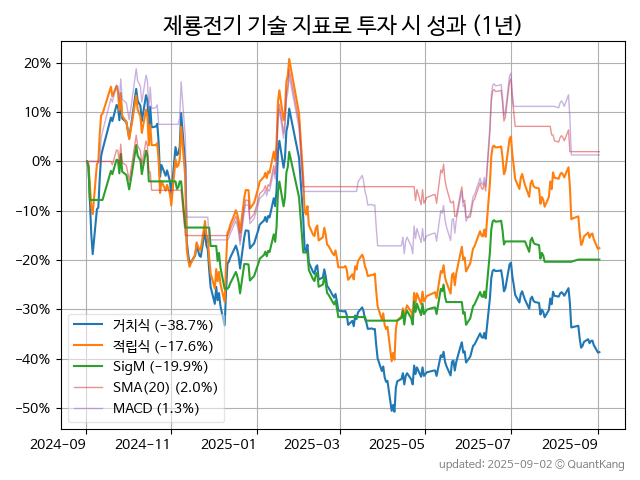 제룡전기 기술 지표로 투자 시 성과 (1년)
20%
10%
0%
−10%
−20%
−30%
−40%
−50%
거치식 (−38.7%)
적립식 (−17.6%)
SigM (−19.9%)
SMA(20) (2.0%)
MACD (1.3%)
2024-09
2024-11
2025-01
2025-03
2025-05
2025-07
2025-09
updated: 2025-09-02 © QuantKang